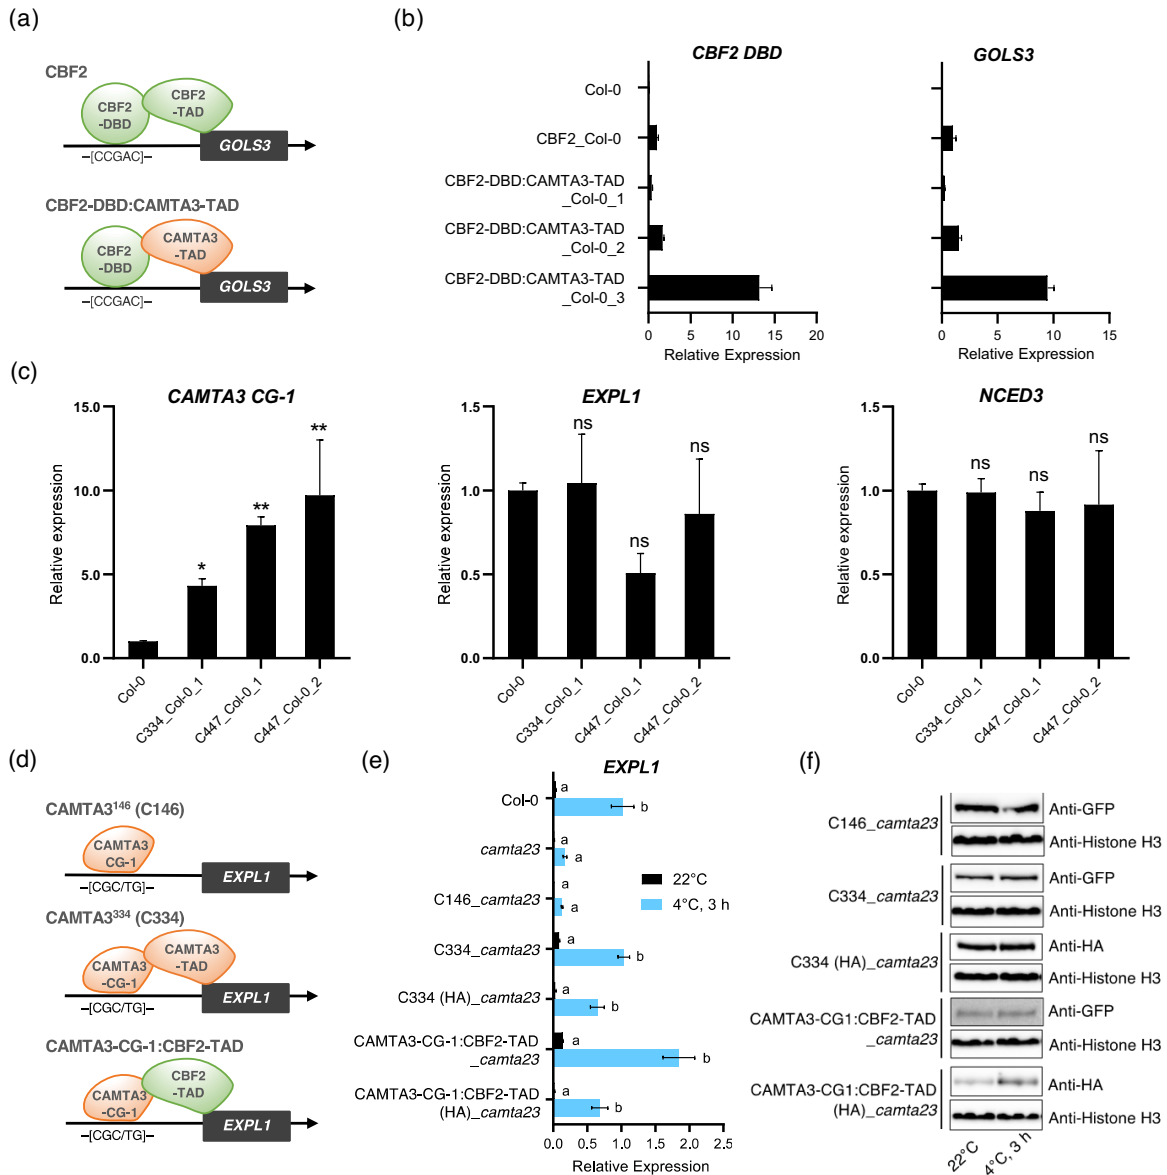 (a)
CBF2
CBF2
-DBD
CBF2
-TAD
GOLS3
–[CCGAC]–
CBF2-DBD:CAMTA3-TAD
CBF2
-DBD
CAMTA3
-TAD
GOLS3
–[CCGAC]–
(b)
CBF2 DBD
GOLS3
Col-0
CBF2_Col-0
CBF2-DBD:CAMTA3-TAD
_Col-0_1
CBF2-DBD:CAMTA3-TAD
_Col-0_2
CBF2-DBD:CAMTA3-TAD
_Col-0_3
0 5 10 15 20
Relative Expression
0 5 10 15
Relative Expression
(c)
CAMTA3 CG-1
Relative expression
15.0
10.0
5.0
0.0
*
**
**
Col-0
C334_Col-0_1
C447_Col-0_1
C447_Col-0_2
EXPL1
Relative expression
1.5
1.0
0.5
0.0
ns
ns
ns
Col-0
C334_Col-0_1
C447_Col-0_1
C447_Col-0_2
NCED3
Relative expression
1.5
1.0
0.5
0.0
ns
ns
ns
Col-0
C334_Col-0_1
C447_Col-0_1
C447_Col-0_2
(d)
CAMTA3¹⁴⁶ (C146)
CAMTA3
CG-1
EXPL1
–[CGC/TG]–
CAMTA3³³⁴ (C334)
CAMTA3
-CG-1
CAMTA3
-TAD
EXPL1
–[CGC/TG]–
CAMTA3-CG-1:CBF2-TAD
CAMTA3
-CG-1
CBF2
-TAD
EXPL1
–[CGC/TG]–
(e)
EXPL1
Col-0
a
b
camta23
a
a
C146_camta23
a
a
C334_camta23
a
b
C334 (HA)_camta23
a
b
CAMTA3-CG-1:CBF2-TAD
_camta23
a
b
CAMTA3-CG-1:CBF2-TAD
(HA)_camta23
a
b
22°C
4°C, 3 h
0.0 0.5 1.0 1.5 2.0 2.5
Relative Expression
(f)
C146_camta23
Anti-GFP
Anti-Histone H3
C334_camta23
Anti-GFP
Anti-Histone H3
C334 (HA)_camta23
Anti-HA
Anti-Histone H3
CAMTA3-CG1:CBF2-TAD
_camta23
Anti-GFP
Anti-Histone H3
CAMTA3-CG1:CBF2-TAD
(HA)_camta23
Anti-HA
Anti-Histone H3
22°C
4°C, 3 h